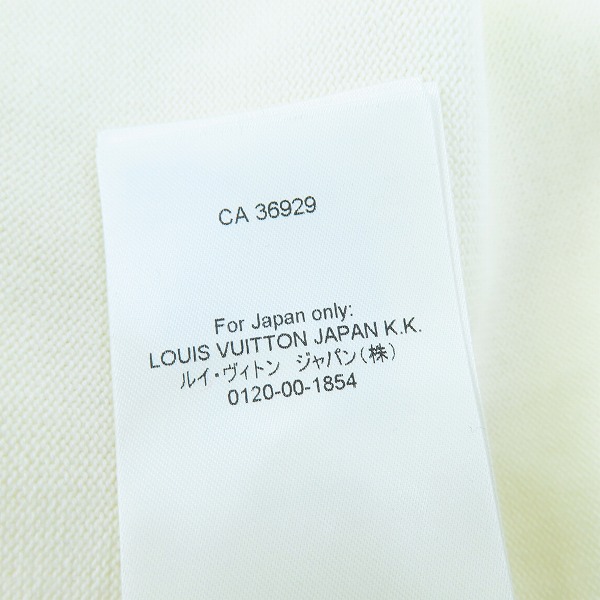 CA 36929
For Japan only:
LOUIS VUITTON JAPAN K.K.
ルイ・ヴィトン　ジャパン(株)
0120-00-1854